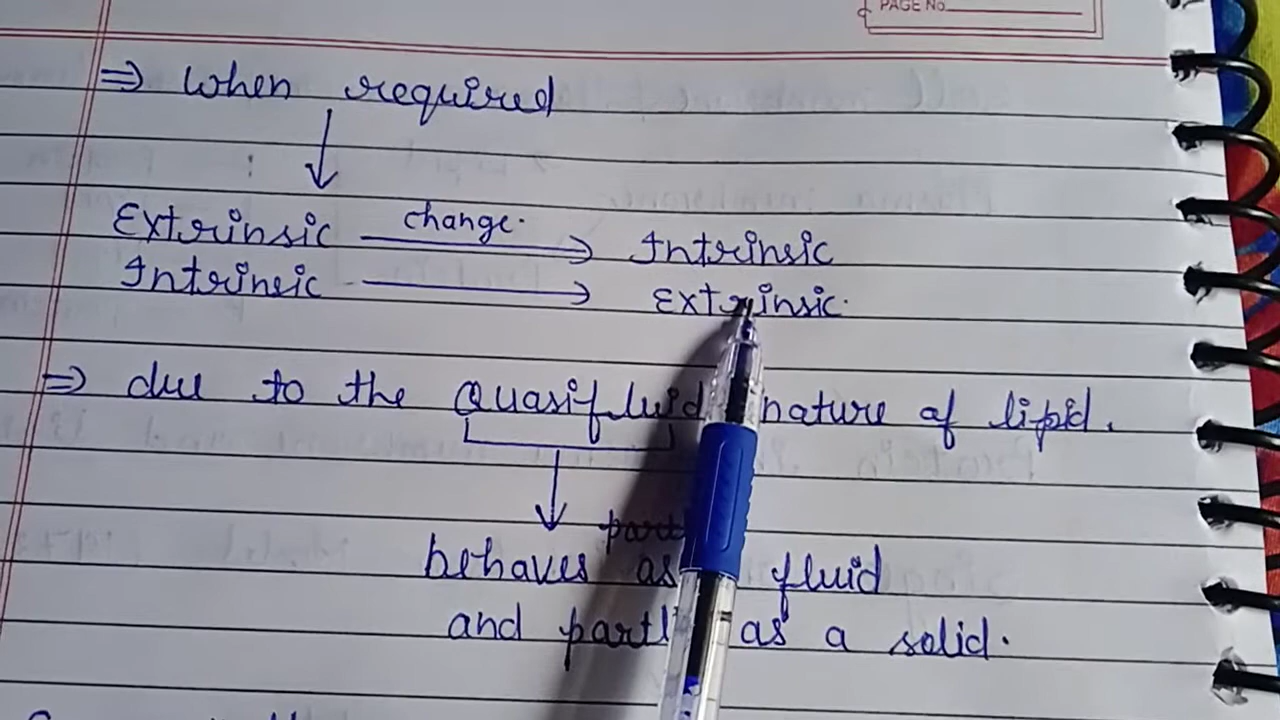 PAGE No.
⇒ when required
↓
Extrinsic change. → Intrinsic
Intrinsic → Extrinsic.
⇒ due to the Quasifluid nature of lipid.
↓
behaves as fluid
and as a solid.